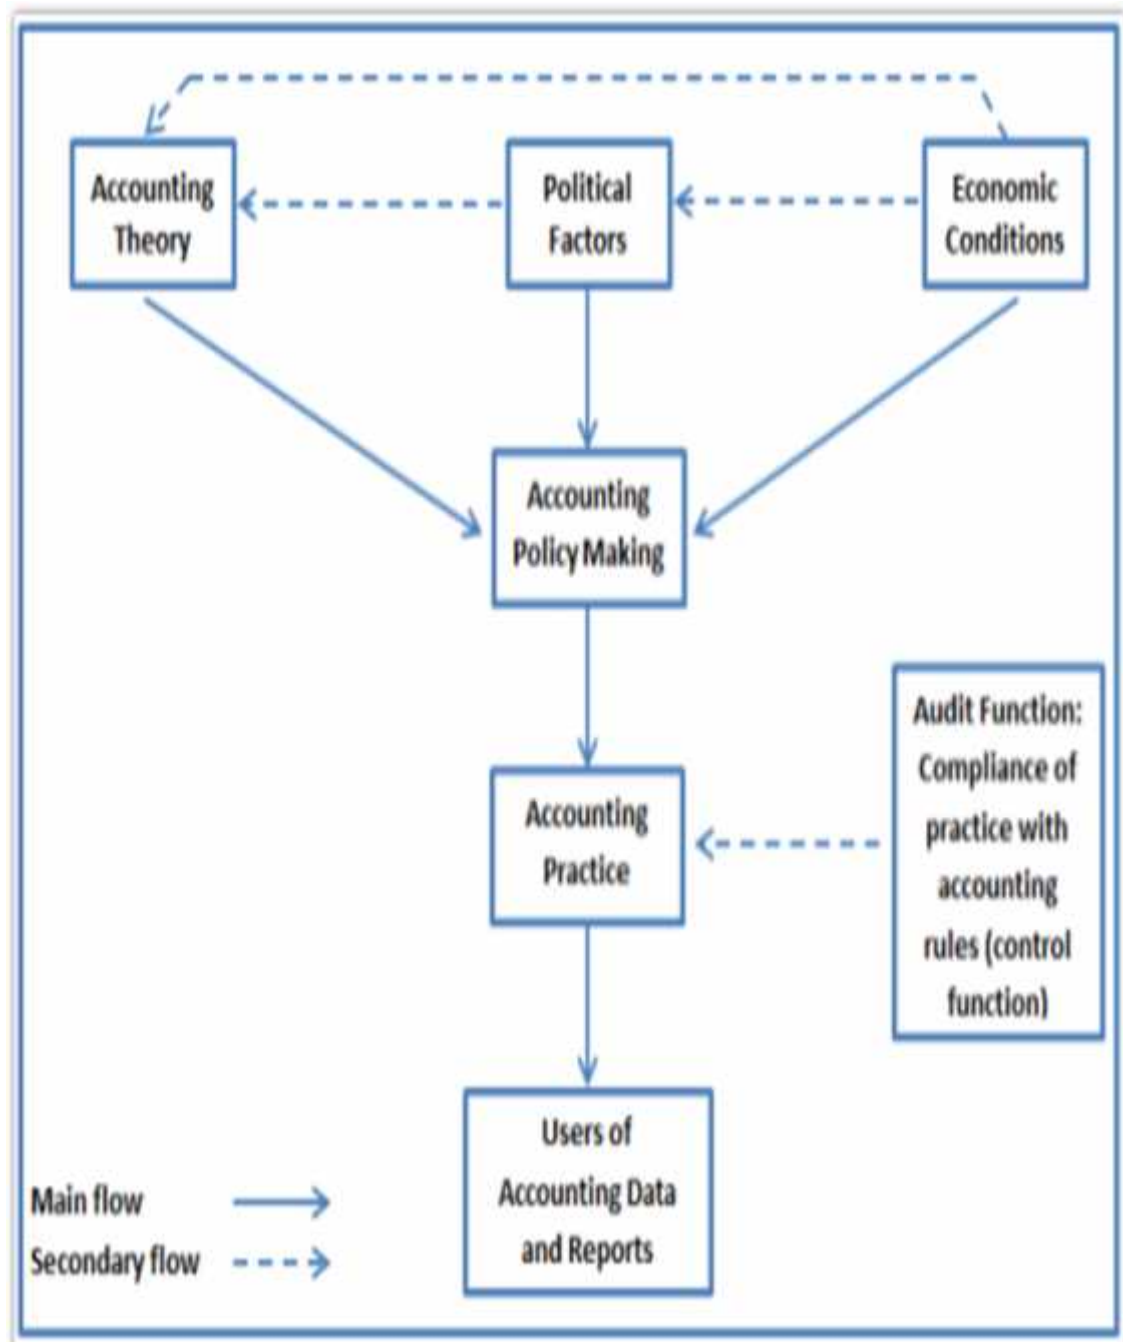 Accounting
Theory
Political
Factors
Economic
Conditions
Accounting
Policy Making
Audit Function:
Compliance of
practice with
accounting
rules (control
function)
Accounting
Practice
Users of
Accounting Data
and Reports
Main flow
Secondary flow